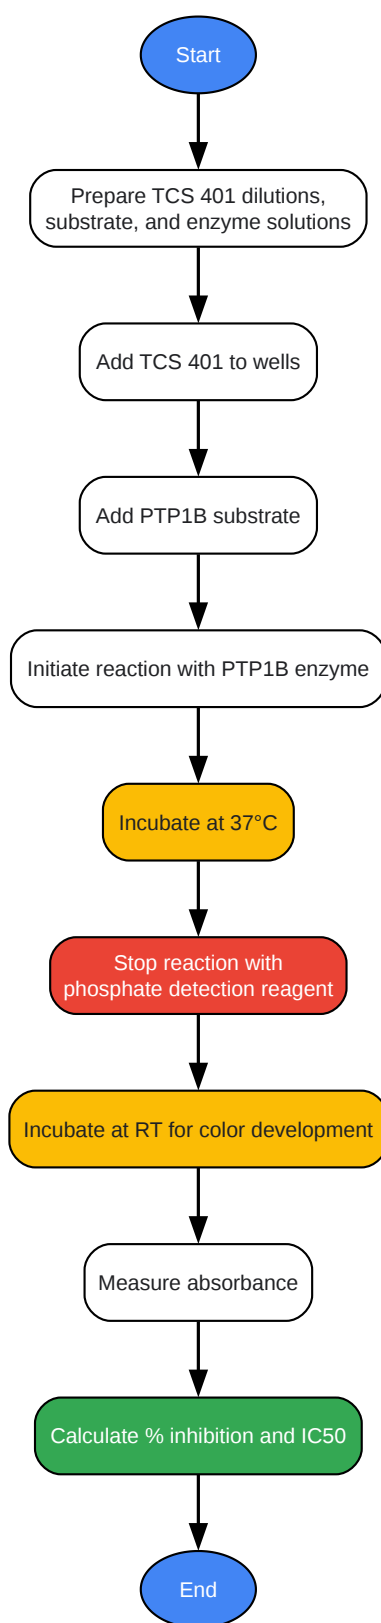 Start
Prepare TCS 401 dilutions,
substrate, and enzyme solutions
Add TCS 401 to wells
Add PTP1B substrate
Initiate reaction with PTP1B enzyme
Incubate at 37°C
Stop reaction with
phosphate detection reagent
Incubate at RT for color development
Measure absorbance
Calculate % inhibition and IC50
End